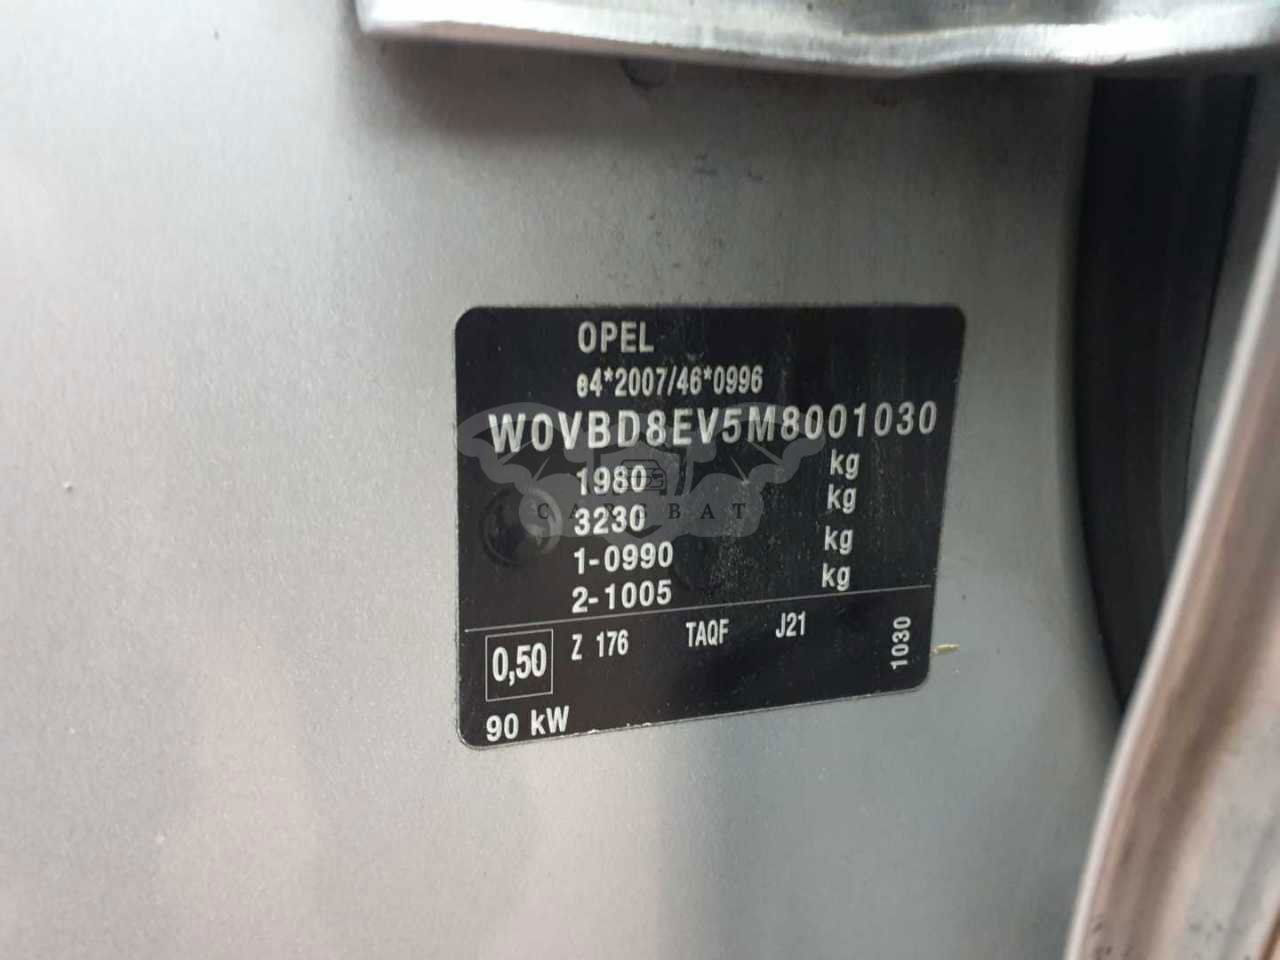 OPEL
e4*2007/46*0996
W0VBD8EV5M8001030
1980 kg
3230 kg
1-0990 kg
2-1005 kg
0,50 Z 176 TAQF J21 1030
90 kW
CARSBAT